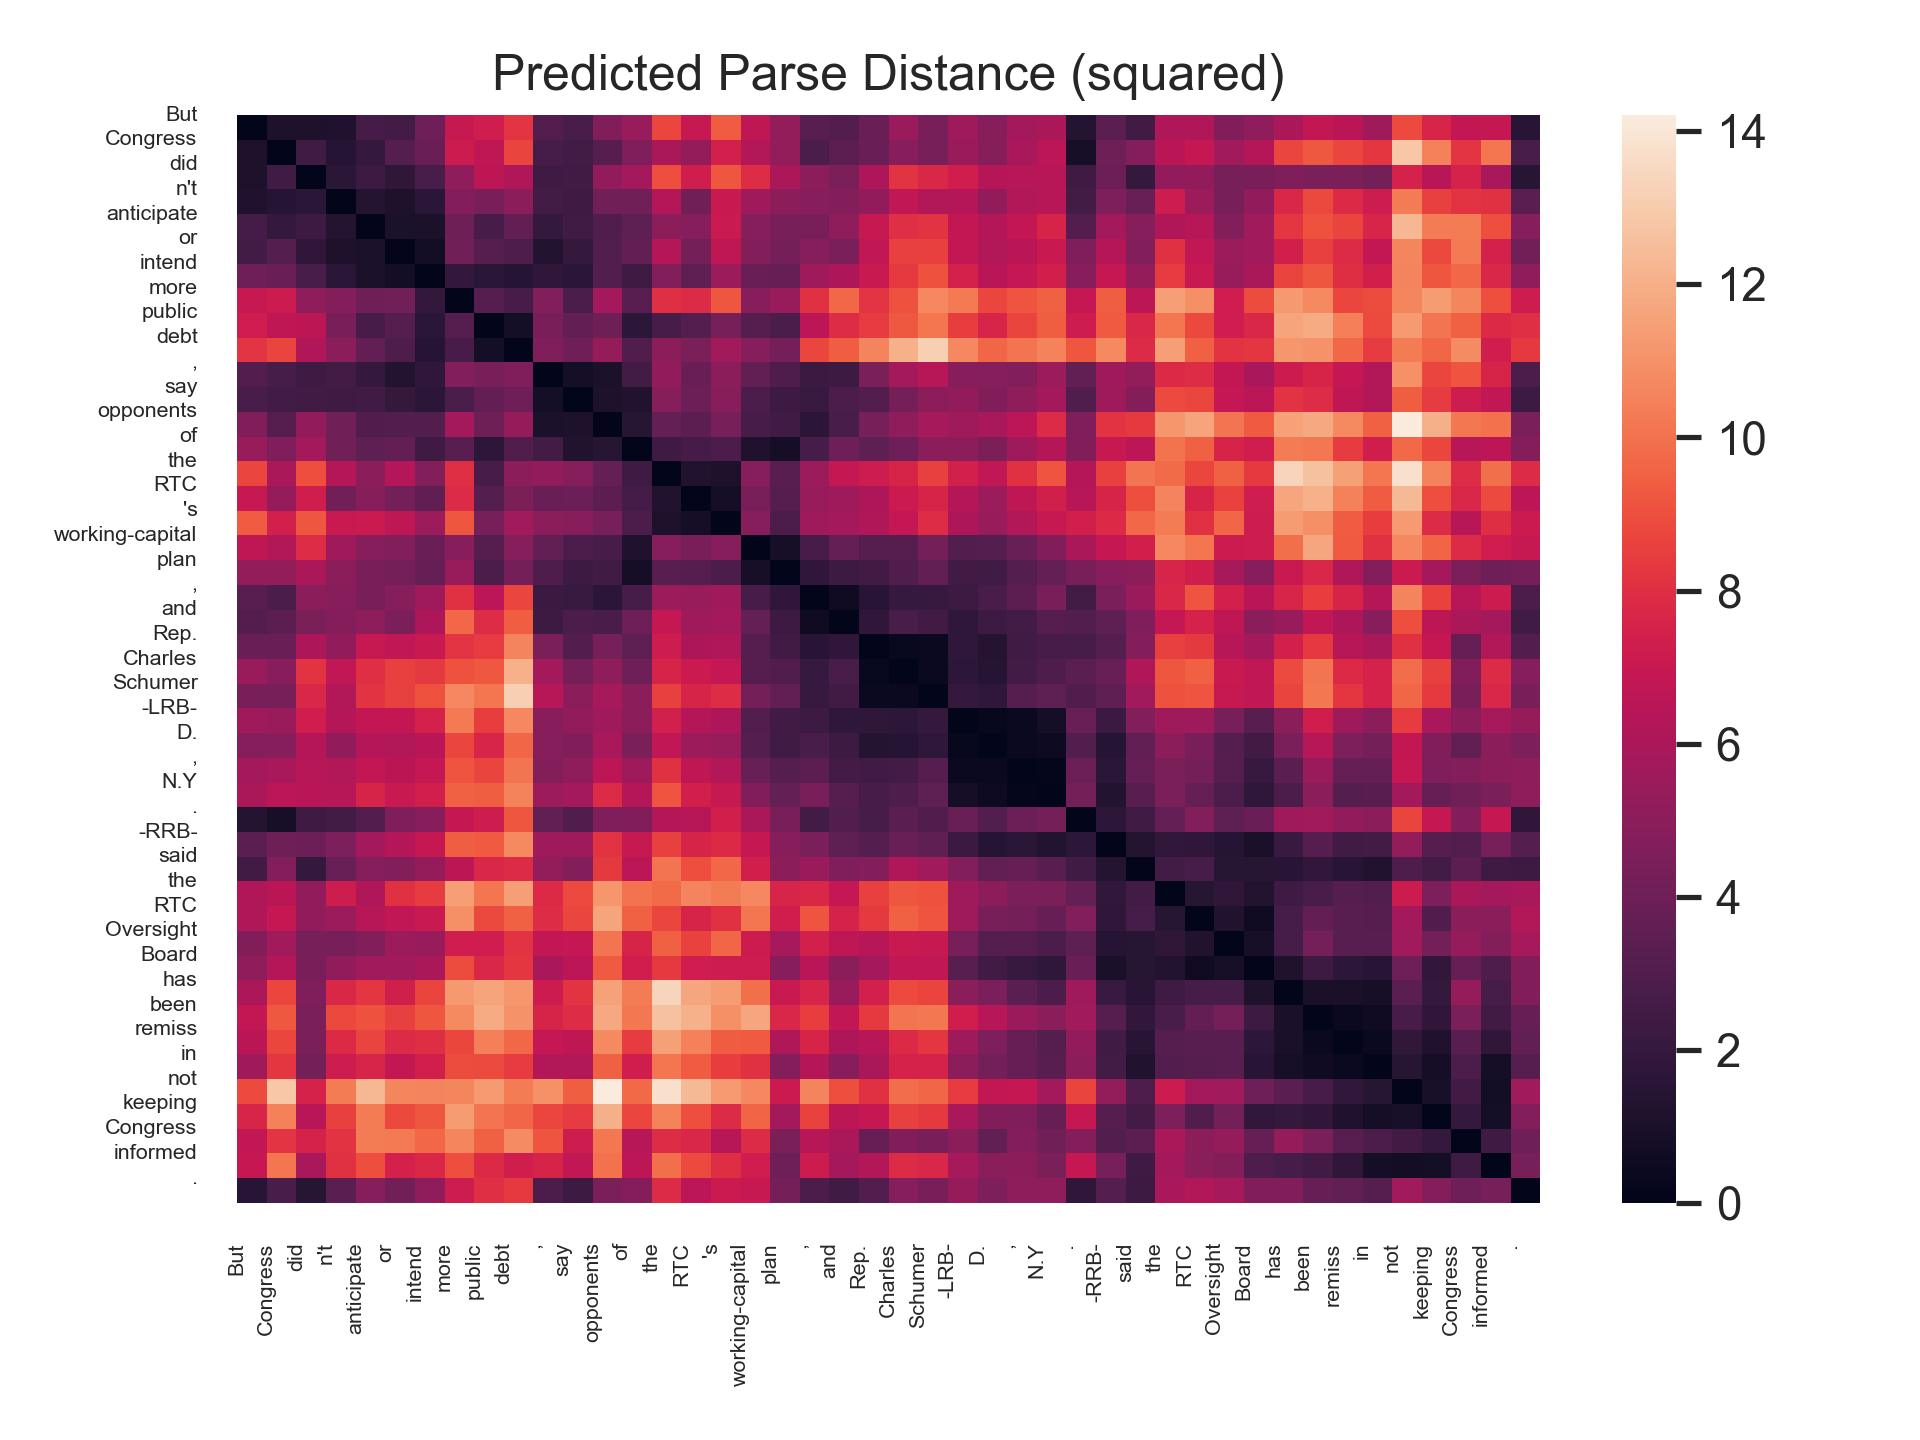 Predicted Parse Distance (squared)
But
Congress
did
n't
anticipate
or
intend
more
public
debt
,
say
opponents
of
the
RTC
's
working-capital
plan
,
and
Rep.
Charles
Schumer
-LRB-
D.
,
N.Y
.
-RRB-
said
the
RTC
Oversight
Board
has
been
remiss
in
not
keeping
Congress
informed
.
14
12
10
8
6
4
2
0
But
Congress
did
n't
anticipate
or
intend
more
public
debt
,
say
opponents
of
the
RTC
's
working-capital
plan
,
and
Rep.
Charles
Schumer
-LRB-
D.
,
N.Y
.
-RRB-
said
the
RTC
Oversight
Board
has
been
remiss
in
not
keeping
Congress
informed
.